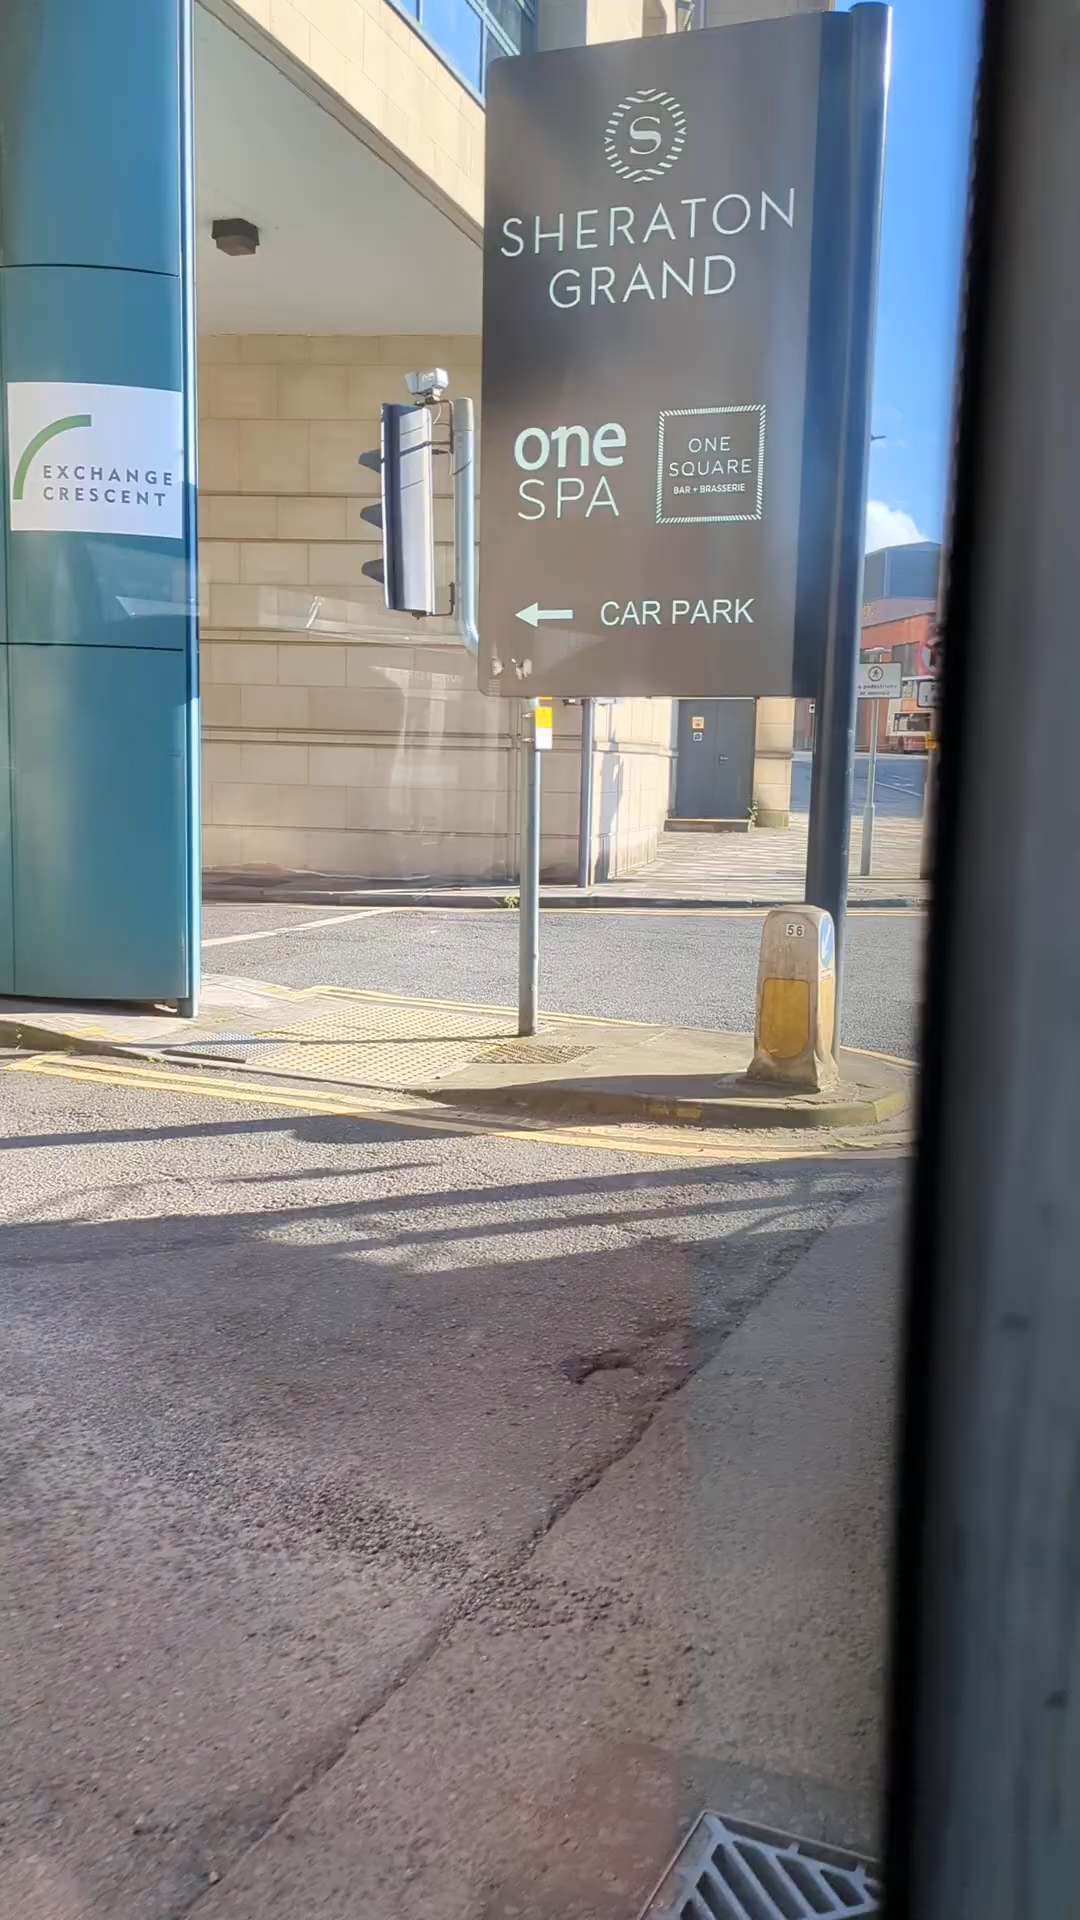 S
SHERATON
GRAND
one
SPA
ONE
SQUARE
BAR + BRASSERIE
CAR PARK
EXCHANGE
CRESCENT
56